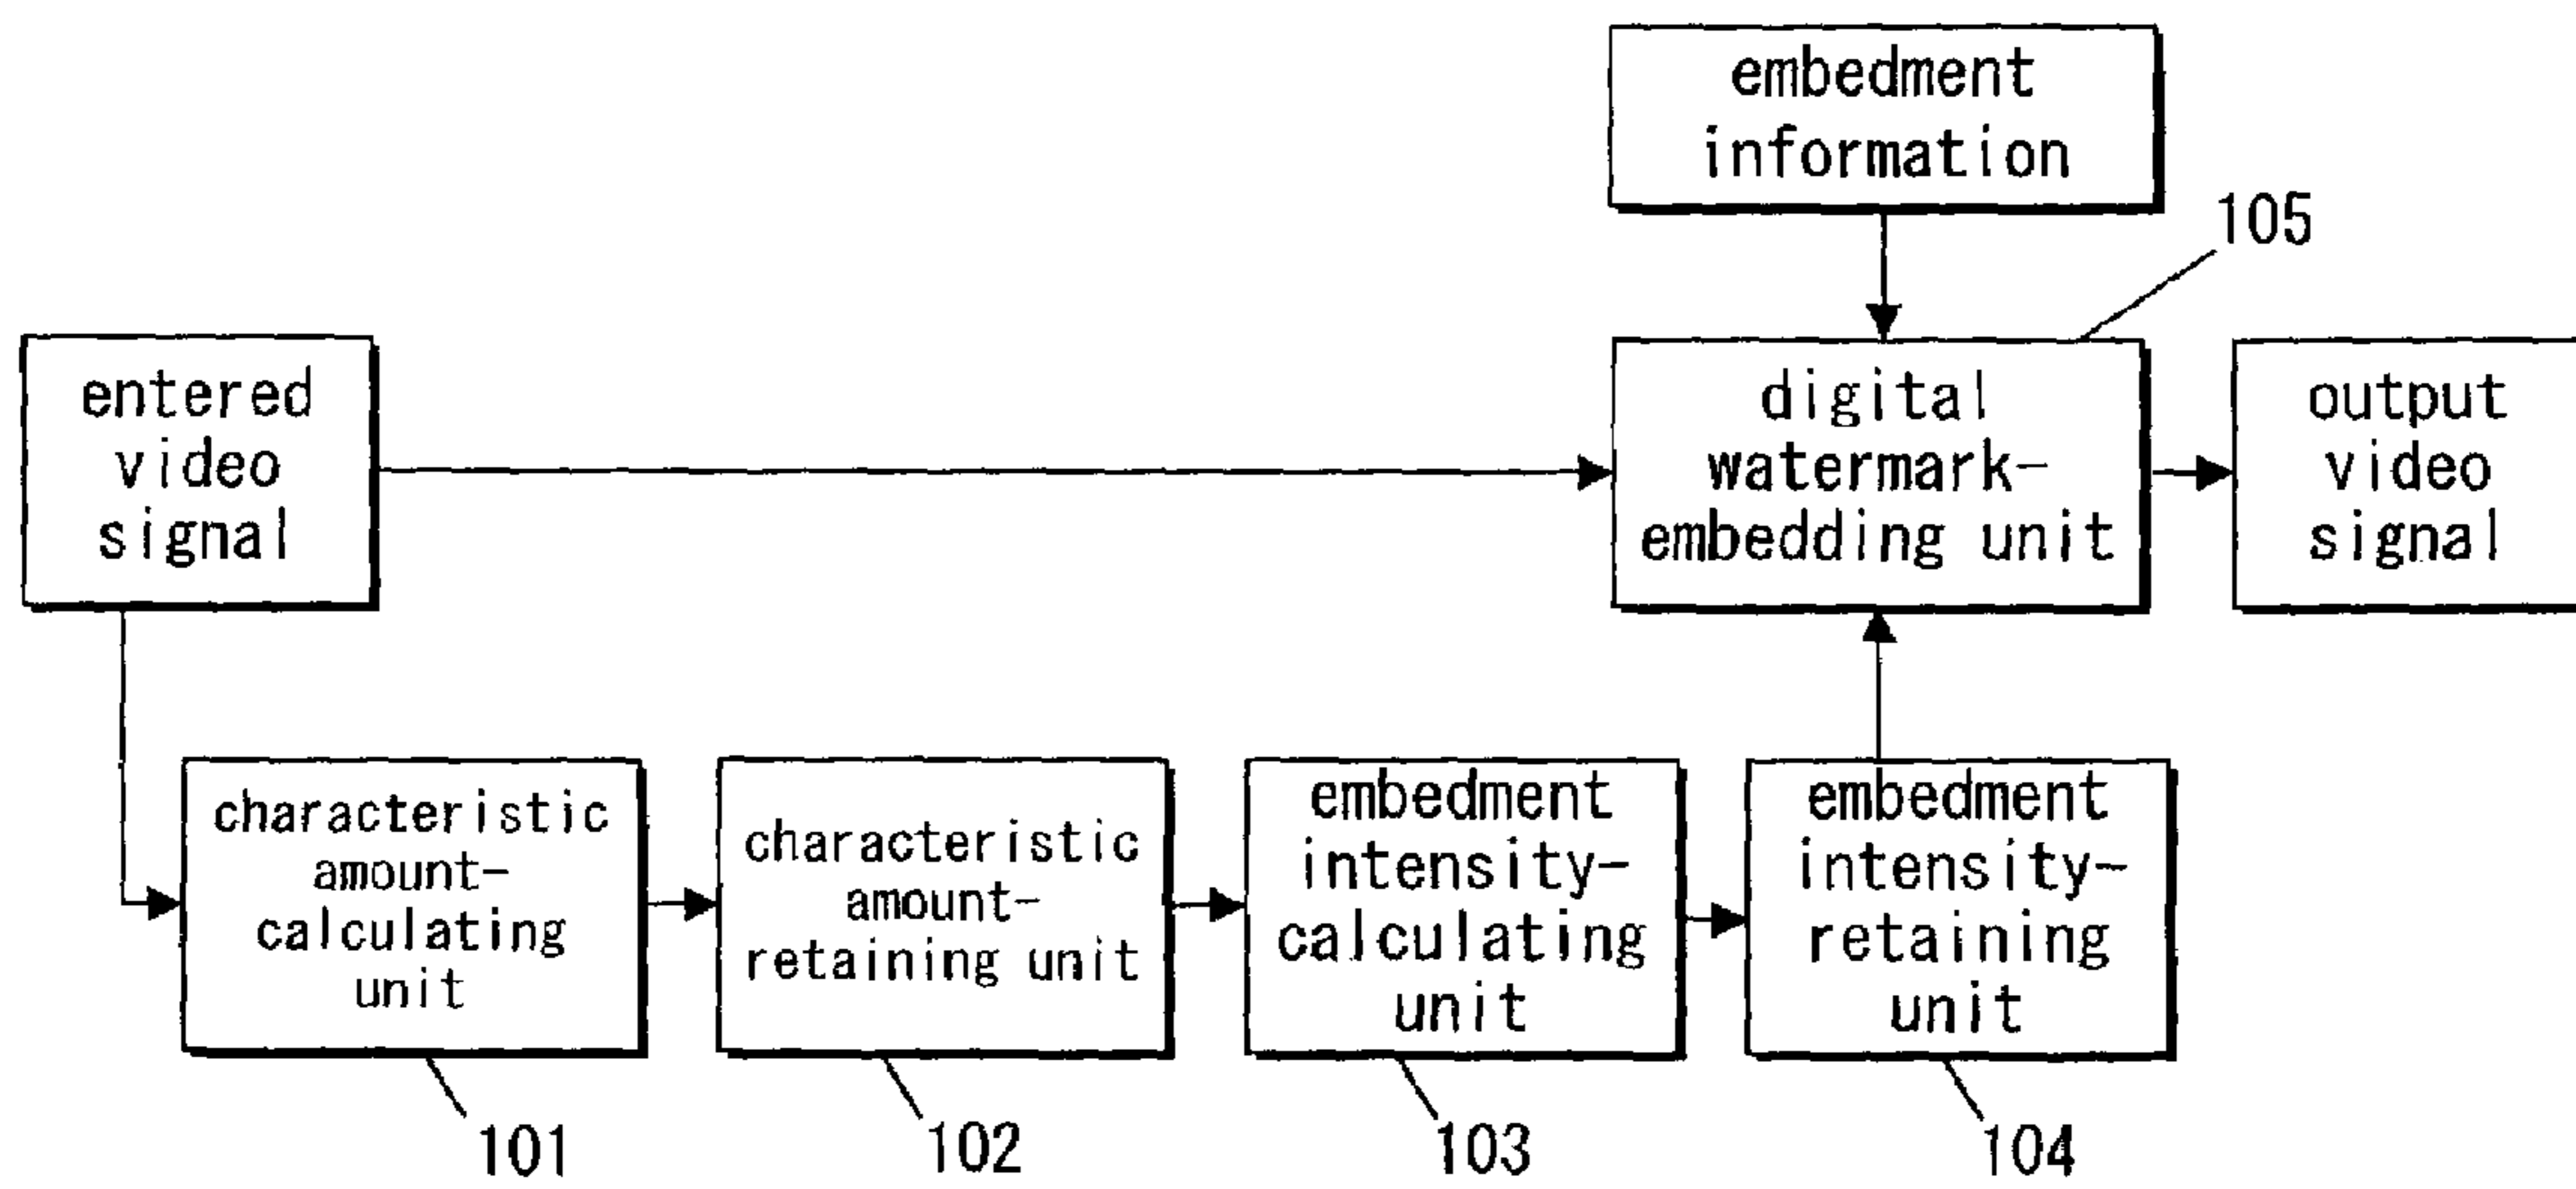 embedment
information
105
entered
video
signal
digital
watermark-
embedding unit
output
video
signal
characteristic
amount-
calculating
unit
characteristic
amount-
retaining unit
embedment
intensity-
calculating
unit
embedment
intensity-
retaining
unit
101
102
103
104